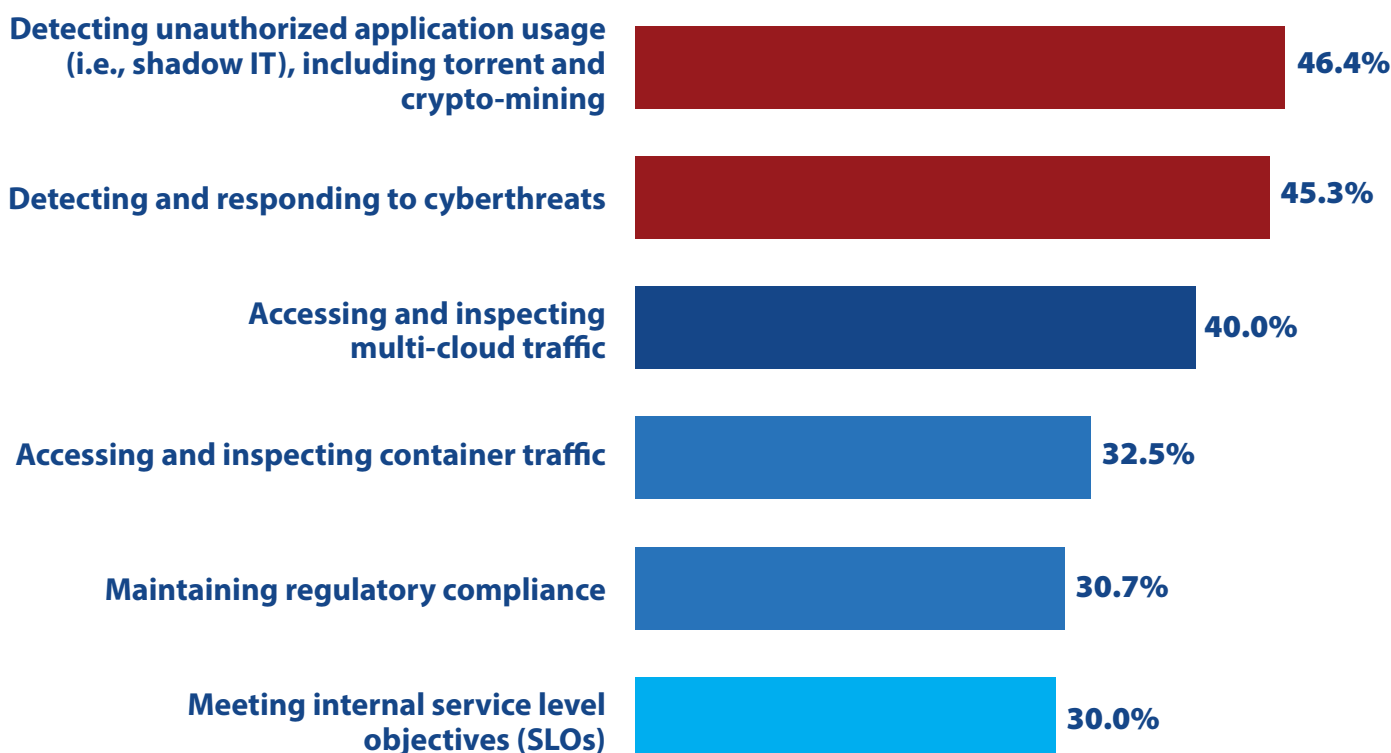 Detecting unauthorized application usage
(i.e., shadow IT), including torrent and
crypto-mining
46.4%
Detecting and responding to cyberthreats
45.3%
Accessing and inspecting
multi-cloud traffic
40.0%
Accessing and inspecting container traffic
32.5%
Maintaining regulatory compliance
30.7%
Meeting internal service level
objectives (SLOs)
30.0%